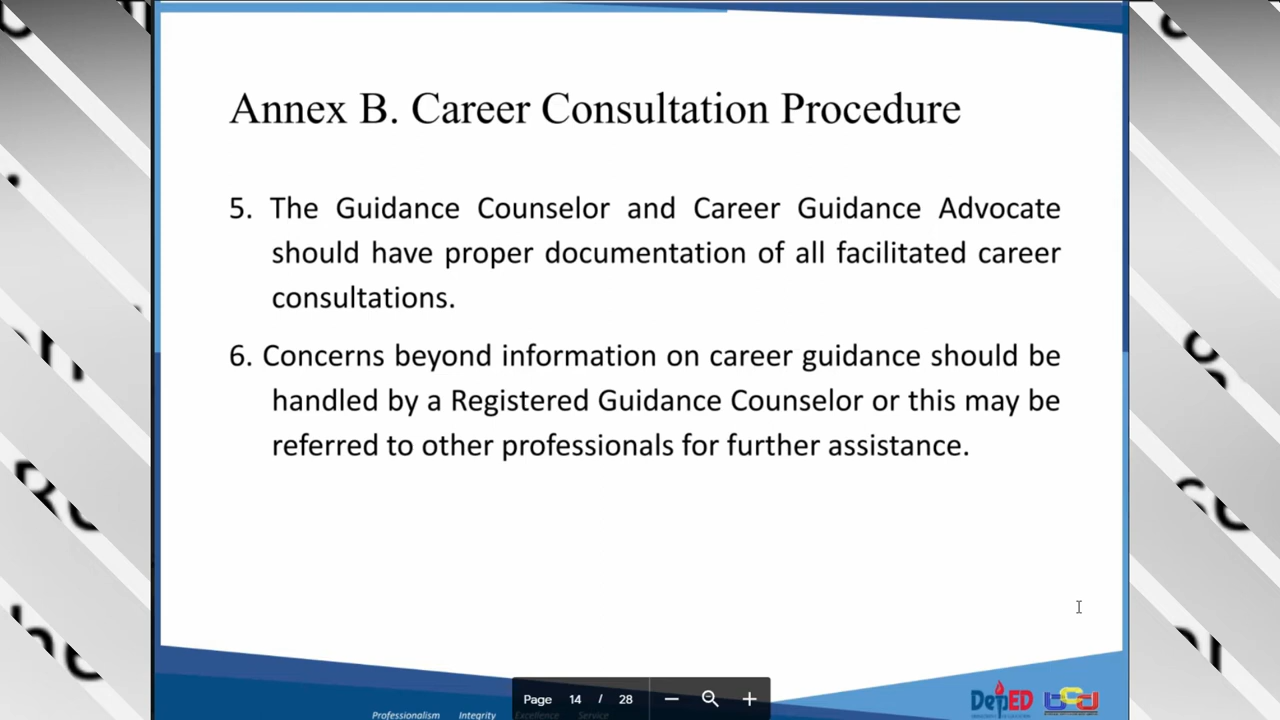 Annex B. Career Consultation Procedure
5. The Guidance Counselor and Career Guidance Advocate
should have proper documentation of all facilitated career
consultations.
6. Concerns beyond information on career guidance should be
handled by a Registered Guidance Counselor or this may be
referred to other professionals for further assistance.
Page 14 / 28
Professionalism Integrity Excellence Service
DepED